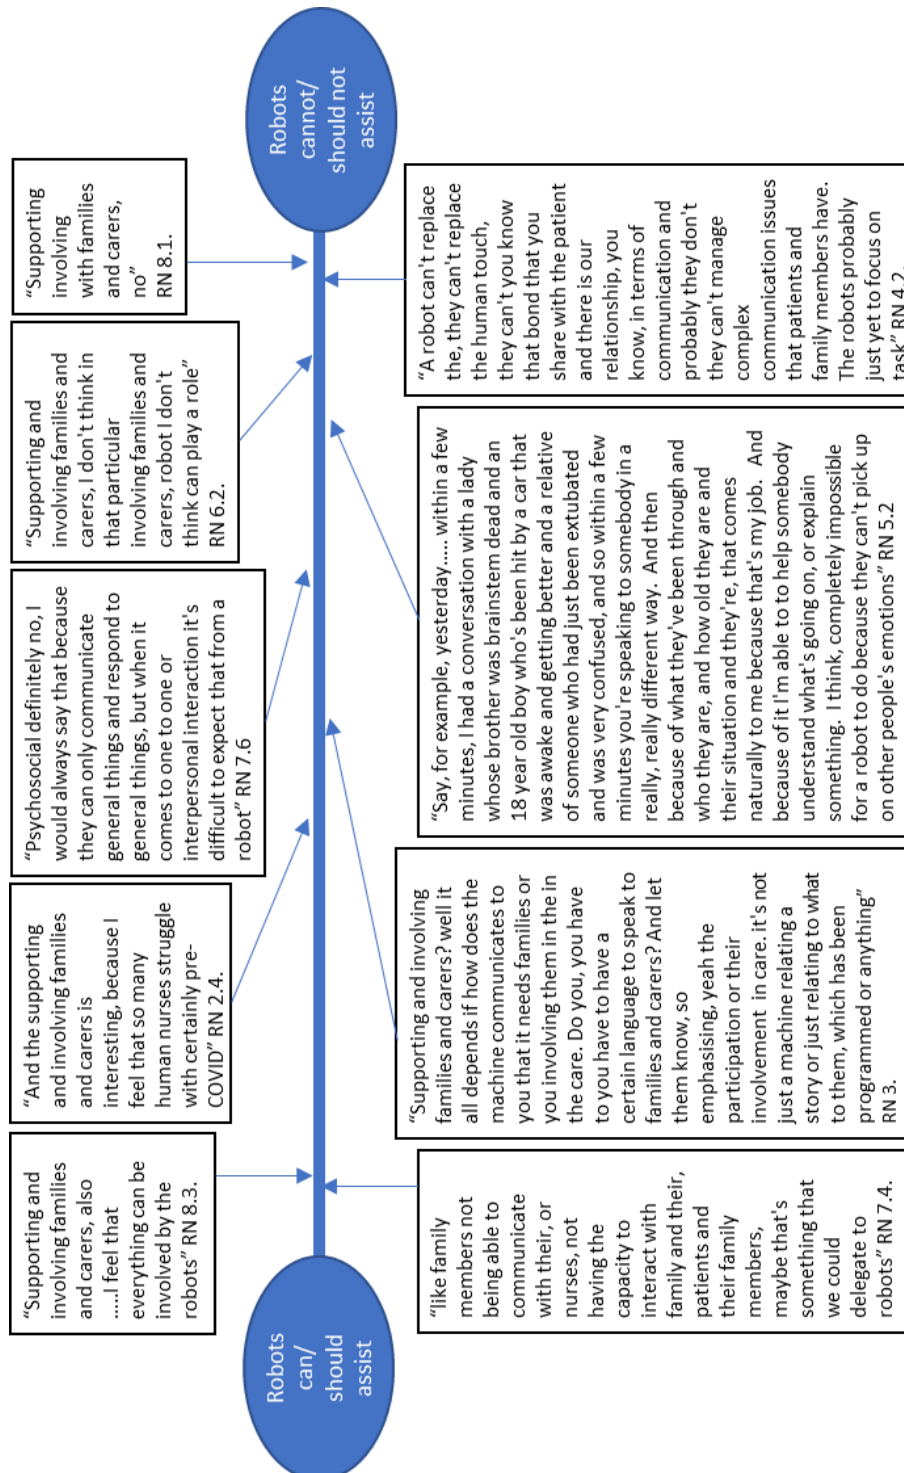 Robots
can/
should
assist
"Supporting and
involving families
and carers, also
.....I feel that
everything can be
involved by the
robots" RN 8.3.
"And the supporting
and involving families
and carers is
interesting, because I
feel that so many
human nurses struggle
with certainly pre-
COVID" RN 2.4.
"Psychosocial definitely no, I
would always say that because
they can only communicate
general things and respond to
general things, but when it
comes to one to one or
interpersonal interaction it's
difficult to expect that from a
robot" RN 7.6
"Supporting and
involving families and
carers, I don't think in
that particular
involving families and
carers, robot I don't
think can play a role"
RN 6.2.
"Supporting
involving
with families
and carers,
no"
RN 8.1.
Robots
cannot/
should not
assist
"like family
members not
being able to
communicate
with their, or
nurses, not
having the
capacity to
interact with
family and their,
patients and
their family
members,
maybe that's
something that
we could
delegate to
robots" RN 7.4.
"Supporting and involving
families and carers? well it
all depends if how does the
machine communicates to
you that it needs families or
you involving them in the in
the care. Do you, you have
to you have to have a
certain language to speak to
families and carers? And let
them know, so
emphasising, yeah the
participation or their
involvement in care. it's not
just a machine relating a
story or just relating to what
to them, which has been
programmed or anything"
RN 3.
"Say, for example, yesterday..... within a few
minutes, I had a conversation with a lady
whose brother was brainstem dead and an
18 year old boy who's been hit by a car that
was awake and getting better and a relative
of someone who had just been extubated
and was very confused, and so within a few
minutes you're speaking to somebody in a
really, really different way. And then
because of what they've been through and
who they are, and how old they are and
their situation and they're, that comes
naturally to me because that's my job. And
because of it I'm able to to help somebody
understand what's going on, or explain
something. I think, completely impossible
for a robot to do because they can't pick up
on other people's emotions" RN 5.2
"A robot can't replace
the, they can't replace
the human touch,
they can't you know
that bond that you
share with the patient
and there is our
relationship, you
know, in terms of
communication and
probably they don't
they can't manage
complex
communication issues
that patients and
family members have.
The robots probably
just yet to focus on
task" RN 4.2.